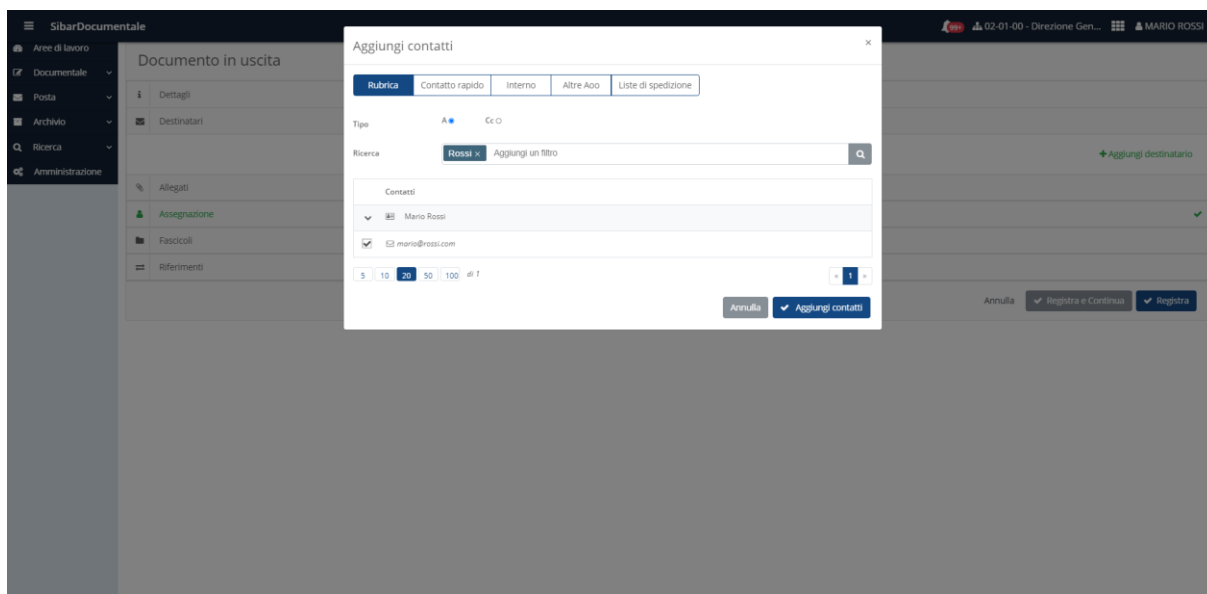 SibarDocumentale
99+ 02-01-00 - Direzione Gen... MARIO ROSSI
Aree di lavoro
Documentale
Posta
Archivio
Ricerca
Amministrazione
Documento in uscita
Dettagli
Destinatari
+ Aggiungi destinatario
Allegati
Assegnazione
Fascicoli
Riferimenti
Annulla Registra e Continua Registra
Aggiungi contatti ×
Rubrica Contatto rapido Interno Altre Aoo Liste di spedizione
Tipo A Cc
Ricerca Rossi × Aggiungi un filtro
Contatti
Mario Rossi
mario@rossi.com
5 10 20 50 100 di 1 « 1 »
Annulla Aggiungi contatti